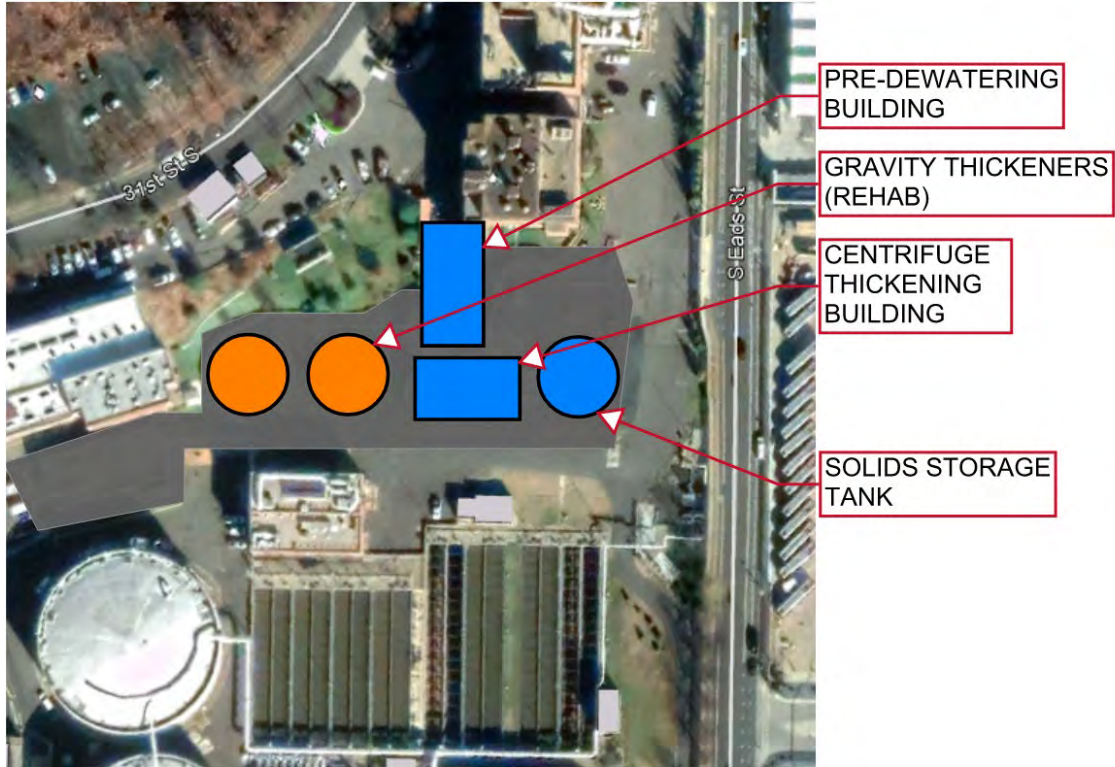 PRE-DEWATERING
BUILDING
GRAVITY THICKENERS
(REHAB)
CENTRIFUGE
THICKENING
BUILDING
SOLIDS STORAGE
TANK
31st St S
S Eads St